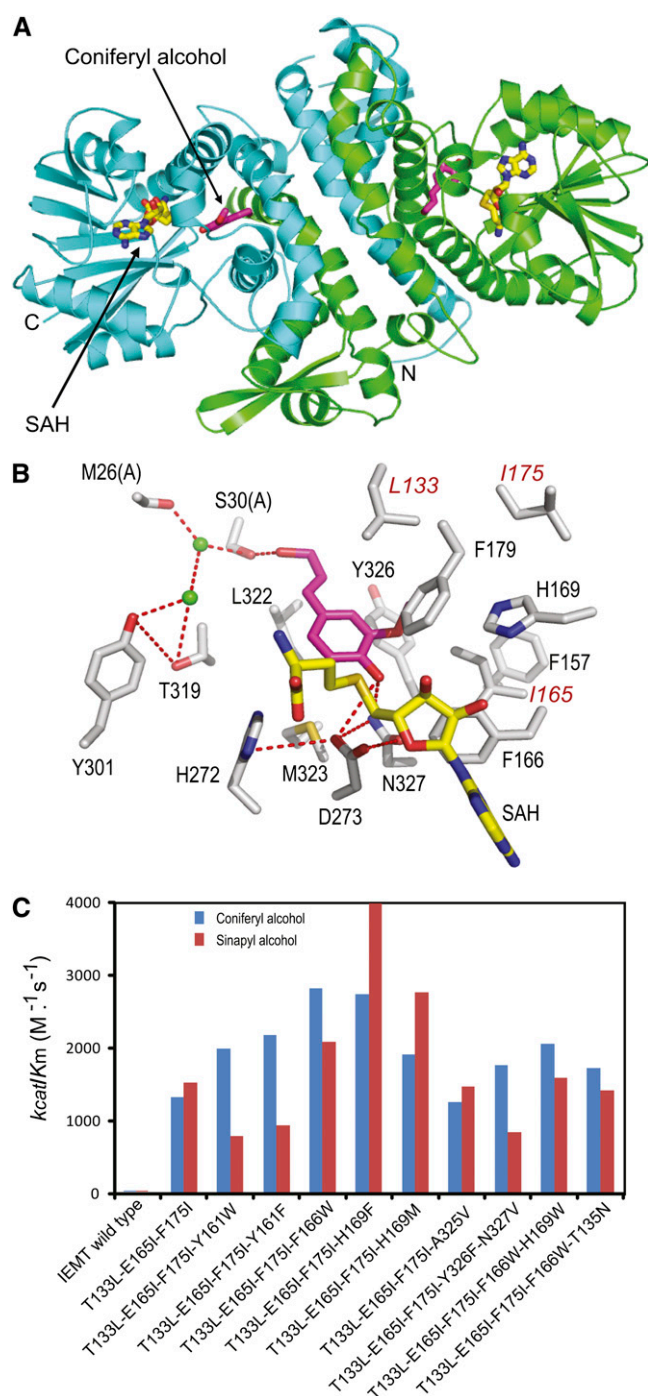 A
Coniferyl alcohol
C
N
SAH
B
M26(A)
S30(A)
L133
I175
Y326
F179
L322
H169
T319
F157
I165
Y301
H272
M323
N327
F166
D273
SAH
C
4000
3000
2000
1000
0
kcat/Km (M⁻¹s⁻¹)
Coniferyl alcohol
Sinapyl alcohol
IEMT wild type
T133L-E165I-F175I
T133L-E165I-F175I-Y161W
T133L-E165I-F175I-Y161F
T133L-E165I-F175I-F166W
T133L-E165I-F175I-H169F
T133L-E165I-F175I-H169M
T133L-E165I-F175I-A325V
T133L-E165I-F175I-Y326F-N327V
T133L-E165I-F175I-F166W-H169W
T133L-E165I-F175I-F166W-T135N